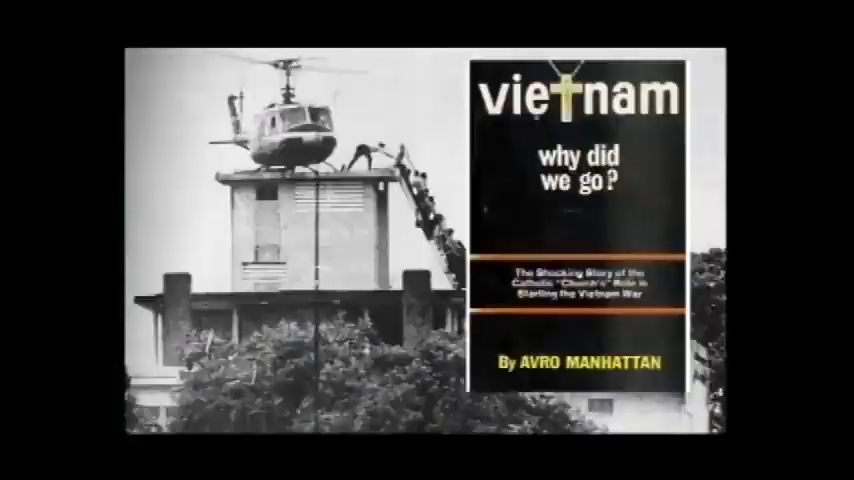 vietnam
why did
we go?
The Shocking Story of the
Catholic "Church's" Role in
Starting the Vietnam War
By AVRO MANHATTAN